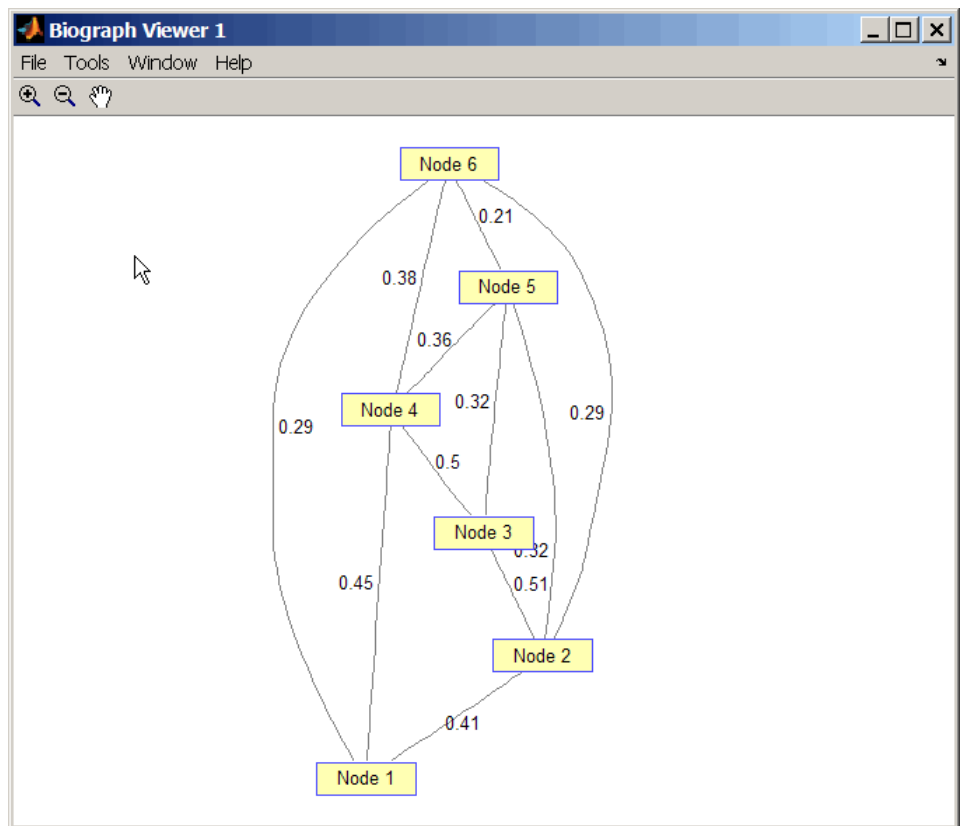 Biograph Viewer 1
File Tools Window Help
Node 6
0.21
0.38
Node 5
0.36
0.32
Node 4
0.29
0.29
0.5
Node 3
0.32
0.45
0.51
Node 2
0.41
Node 1